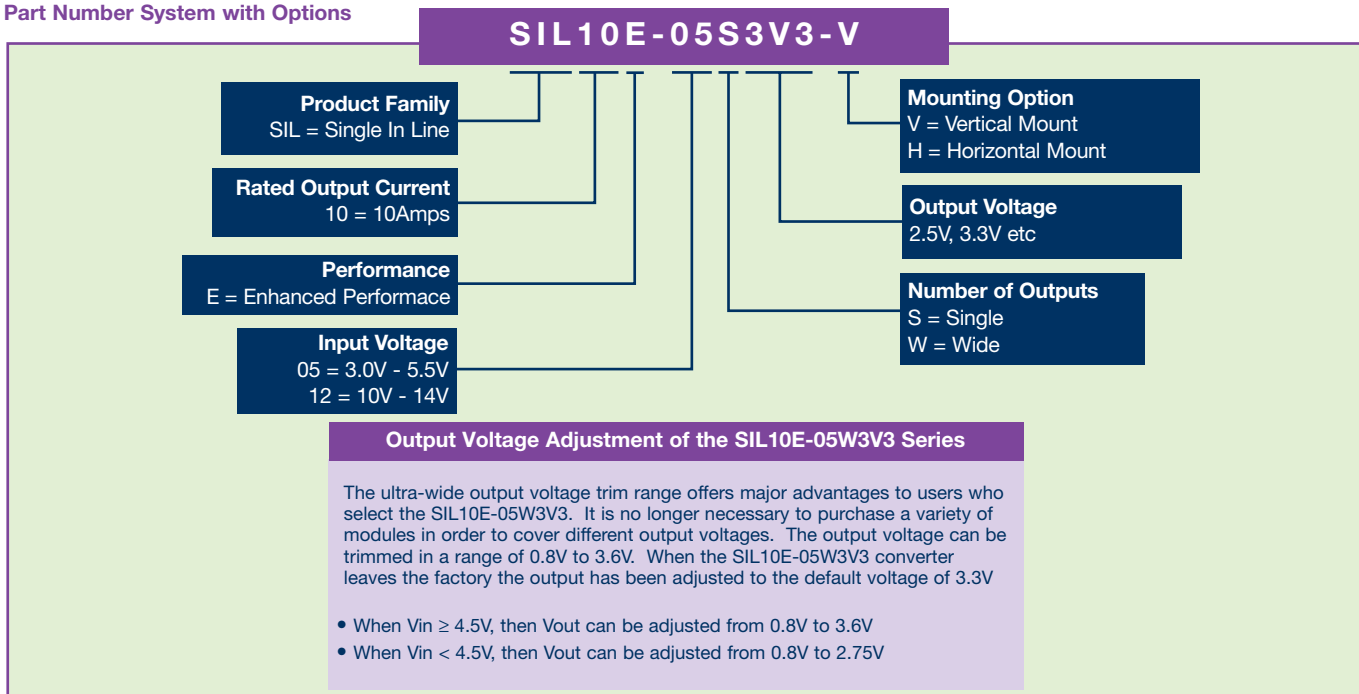 Part Number System with Options
SIL10E-05S3V3-V
Product Family
SIL = Single In Line
Rated Output Current
10 = 10Amps
Performance
E = Enhanced Performace
Input Voltage
05 = 3.0V - 5.5V
12 = 10V - 14V
Mounting Option
V = Vertical Mount
H = Horizontal Mount
Output Voltage
2.5V, 3.3V etc
Number of Outputs
S = Single
W = Wide
Output Voltage Adjustment of the SIL10E-05W3V3 Series
The ultra-wide output voltage trim range offers major advantages to users who
select the SIL10E-05W3V3. It is no longer necessary to purchase a variety of
modules in order to cover different output voltages. The output voltage can be
trimmed in a range of 0.8V to 3.6V. When the SIL10E-05W3V3 converter
leaves the factory the output has been adjusted to the default voltage of 3.3V
• When Vin ≥ 4.5V, then Vout can be adjusted from 0.8V to 3.6V
• When Vin < 4.5V, then Vout can be adjusted from 0.8V to 2.75V